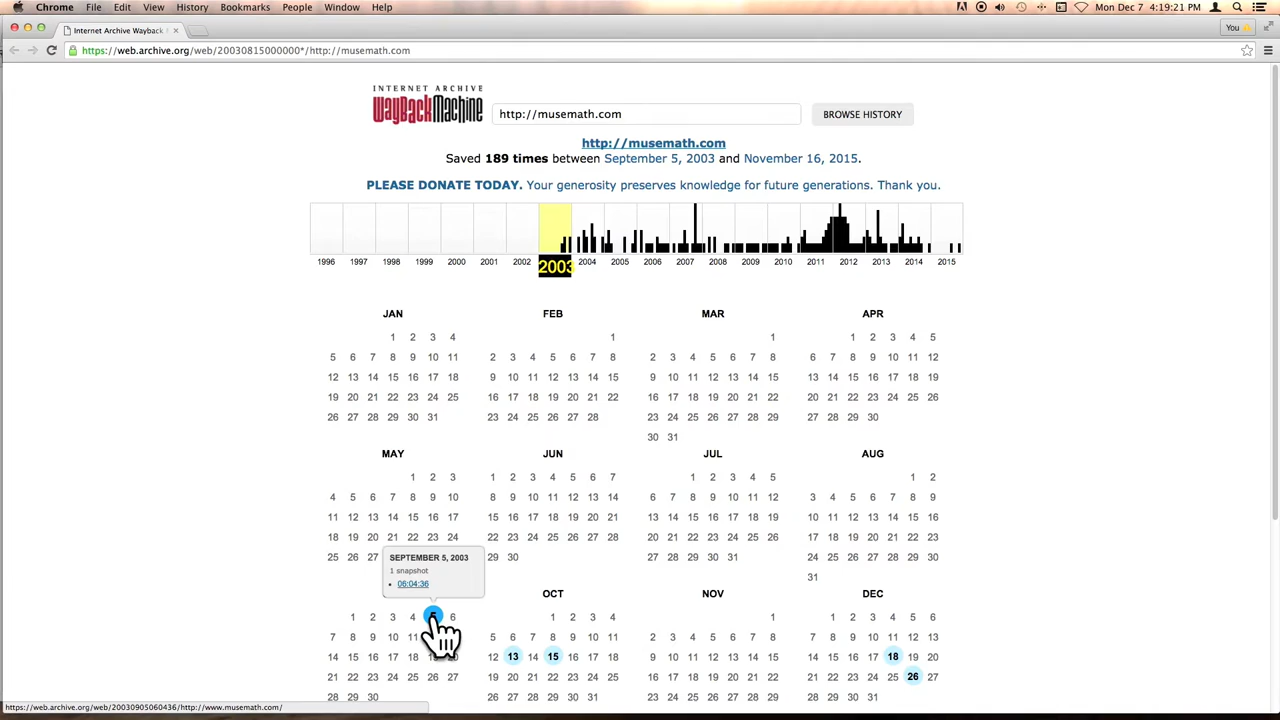 Chrome File Edit View History Bookmarks People Window Help Mon Dec 7 4:19:21 PM
Internet Archive Wayback You
https://web.archive.org/web/20030815000000*/http://musemath.com
INTERNET ARCHIVE
WayBackMachine http://musemath.com BROWSE HISTORY
http://musemath.com
Saved 189 times between September 5, 2003 and November 16, 2015.
PLEASE DONATE TODAY. Your generosity preserves knowledge for future generations. Thank you.
1996 1997 1998 1999 2000 2001 2002 2003 2004 2005 2006 2007 2008 2009 2010 2011 2012 2013 2014 2015
JAN FEB MAR APR
1 2 3 4 1 1 1 2 3 4 5
5 6 7 8 9 10 11 2 3 4 5 6 7 8 2 3 4 5 6 7 8 6 7 8 9 10 11 12
12 13 14 15 16 17 18 9 10 11 12 13 14 15 9 10 11 12 13 14 15 13 14 15 16 17 18 19
19 20 21 22 23 24 25 16 17 18 19 20 21 22 16 17 18 19 20 21 22 20 21 22 23 24 25 26
26 27 28 29 30 31 23 24 25 26 27 28 23 24 25 26 27 28 29 27 28 29 30
30 31
MAY JUN JUL AUG
1 2 3 1 2 3 4 5 6 7 1 2 3 4 5 1 2
4 5 6 7 8 9 10 8 9 10 11 12 13 14 6 7 8 9 10 11 12 3 4 5 6 7 8 9
11 12 13 14 15 16 17 15 16 17 18 19 20 21 13 14 15 16 17 18 19 10 11 12 13 14 15 16
18 19 20 21 22 23 24 22 23 24 25 26 27 28 20 21 22 23 24 25 26 17 18 19 20 21 22 23
25 26 27 29 30 27 28 29 30 31 24 25 26 27 28 29 30
31
SEPTEMBER 5, 2003
1 snapshot
06:04:36
OCT NOV DEC
1 2 3 4 5 6 1 2 3 4 1 1 2 3 4 5 6
7 8 9 10 11 5 6 7 8 9 10 11 2 3 4 5 6 7 8 7 8 9 10 11 12 13
14 15 16 17 18 12 13 14 15 16 17 18 9 10 11 12 13 14 15 14 15 16 17 18 19 20
21 22 23 24 25 26 27 19 20 21 22 23 24 25 16 17 18 19 20 21 22 21 22 23 24 25 26 27
28 29 30 26 27 28 29 30 31 23 24 25 26 27 28 29 28 29 30 31
https://web.archive.org/web/20030905060436/http://www.musemath.com/